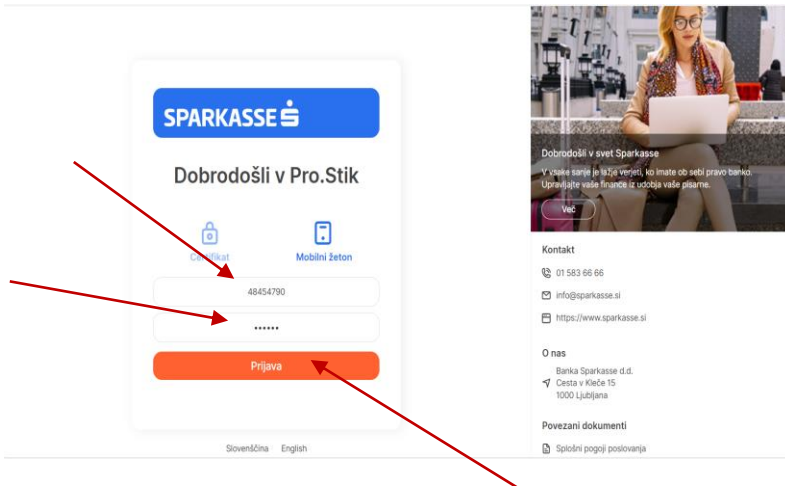 SPARKASSE
Dobrodošli v Pro.Stik
Certifikat
Mobilni žeton
48454790
••••••
Prijava
Slovenščina
English
Dobrodošli v svet Sparkasse
V vsake sanje je lažje verjeti, ko imate ob sebi pravo banko.
Upravljajte vaše finance iz udobja vaše pisarne.
Več
Kontakt
01 583 66 66
info@sparkasse.si
https://www.sparkasse.si
O nas
Banka Sparkasse d.d.
Cesta v Kleče 15
1000 Ljubljana
Povezani dokumenti
Splošni pogoji poslovanja